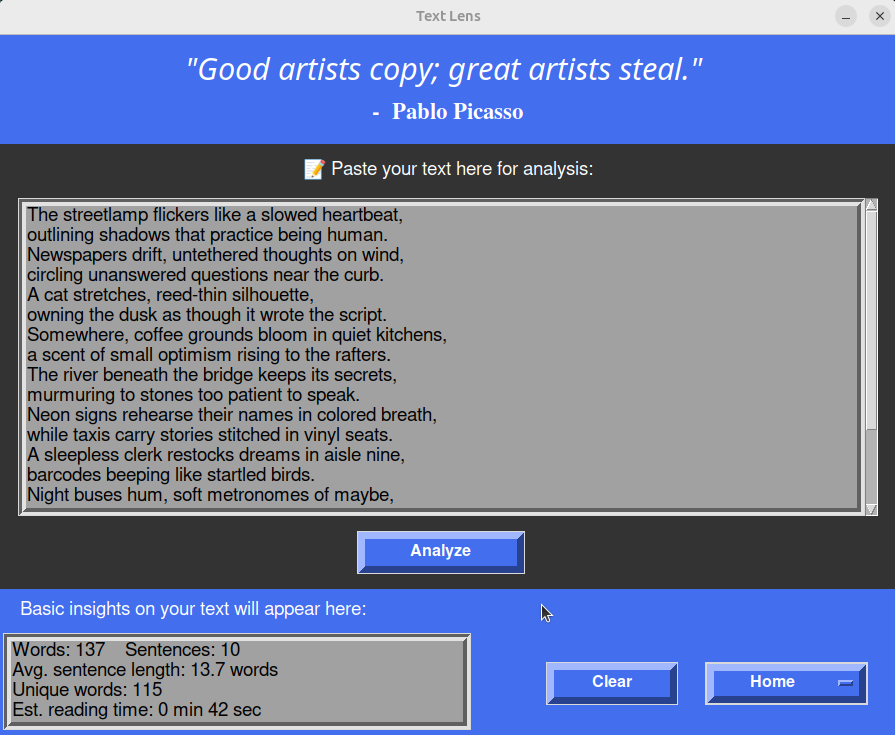 Text Lens
"Good artists copy; great artists steal."
- Pablo Picasso
📝 Paste your text here for analysis:
The streetlamp flickers like a slowed heartbeat,
outlining shadows that practice being human.
Newspapers drift, untethered thoughts on wind,
circling unanswered questions near the curb.
A cat stretches, reed-thin silhouette,
owning the dusk as though it wrote the script.
Somewhere, coffee grounds bloom in quiet kitchens,
a scent of small optimism rising to the rafters.
The river beneath the bridge keeps its secrets,
murmuring to stones too patient to speak.
Neon signs rehearse their names in colored breath,
while taxis carry stories stitched in vinyl seats.
A sleepless clerk restocks dreams in aisle nine,
barcodes beeping like startled birds.
Night buses hum, soft metronomes of maybe,
Analyze
Basic insights on your text will appear here:
Words: 137 Sentences: 10
Avg. sentence length: 13.7 words
Unique words: 115
Est. reading time: 0 min 42 sec
Clear
Home